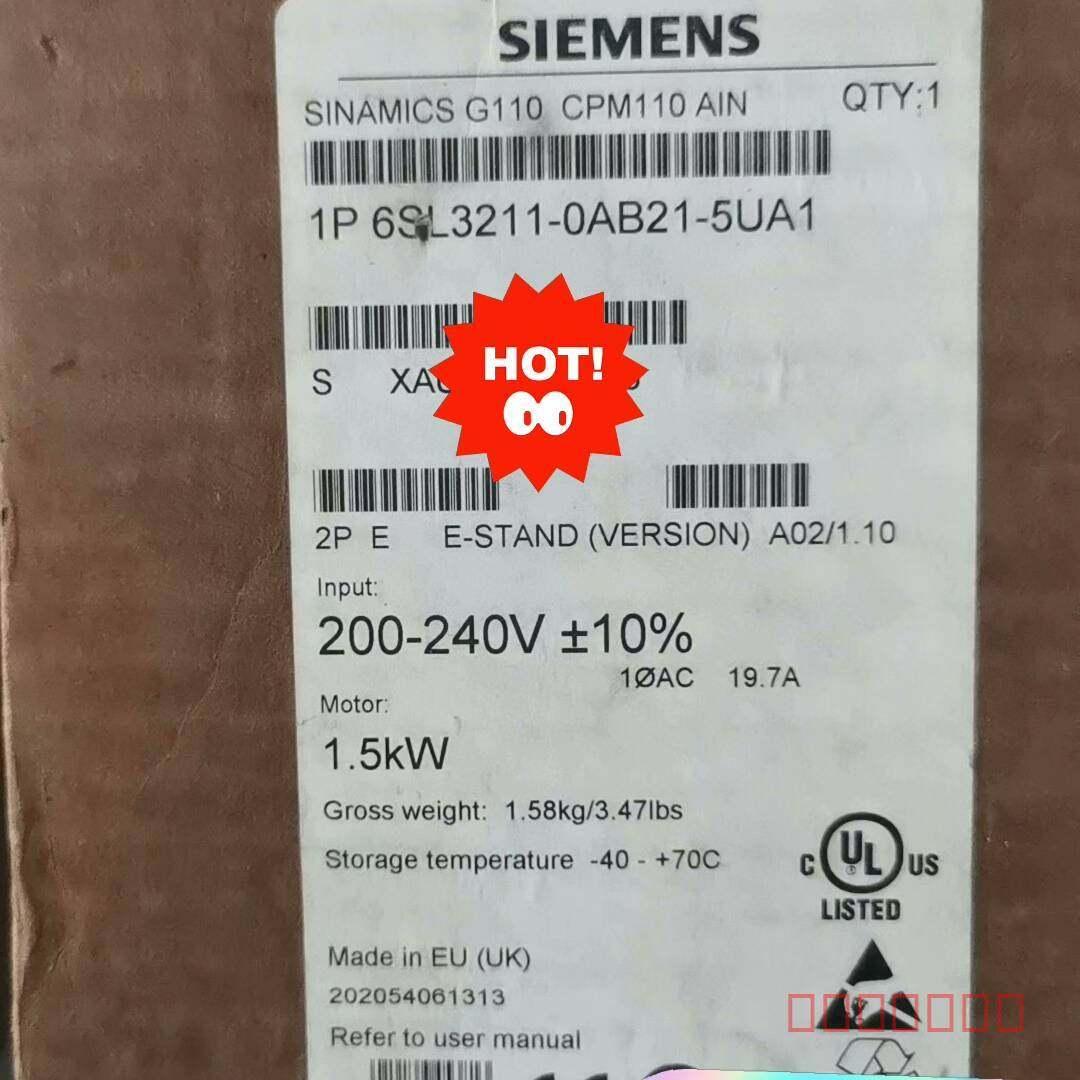 SIEMENS
SINAMICS G110 CPM110 AIN QTY:1
1P 6SL3211-0AB21-5UA1
HOT!
S
2P E E-STAND (VERSION) A02/1.10
Input:
200-240V ±10%
1ØAC 19.7A
Motor:
1.5kW
Gross weight: 1.58kg/3.47lbs
Storage temperature -40 - +70C
C UL US
LISTED
Made in EU (UK)
202054061313
Refer to user manual